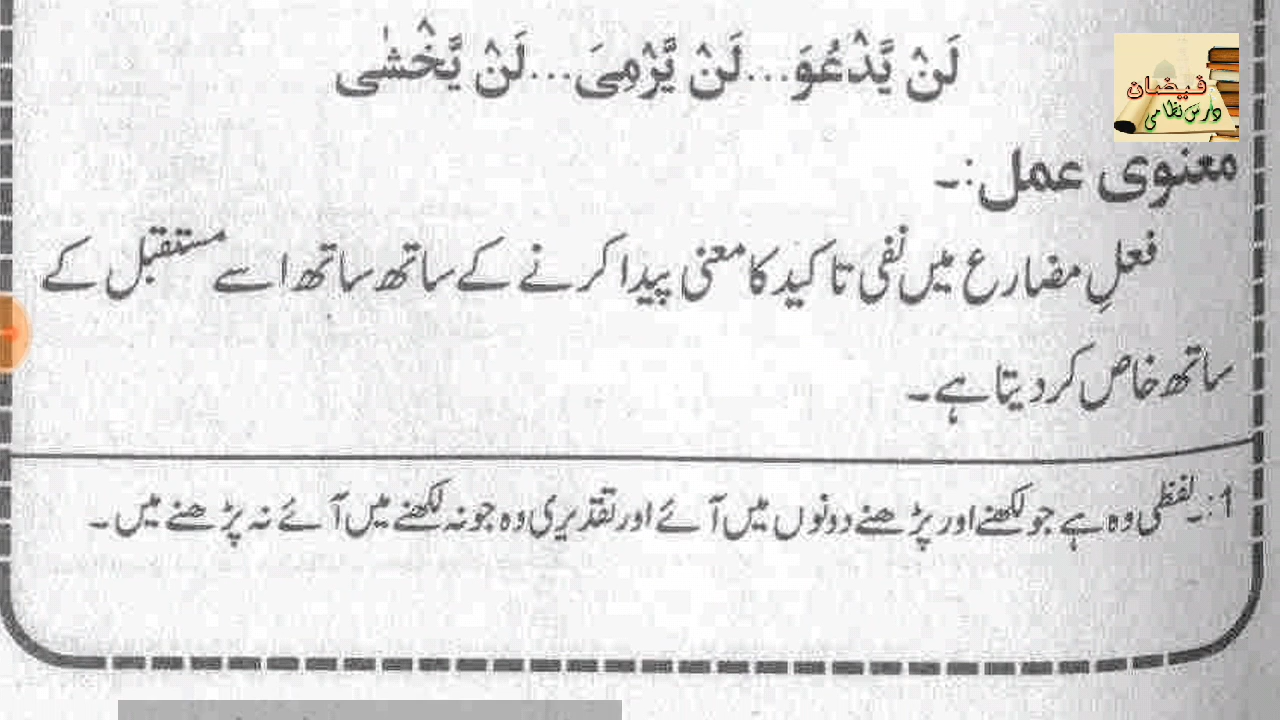 لَنْ يَّدْعُوَ...لَنْ يَّرْمِىَ...لَنْ يَّخْشٰى
فیضان
درس نظامی
معنوی عمل:۔
فعلِ مضارع میں نفی تاکید کا معنی پیدا کرنے کے ساتھ ساتھ اسے مستقبل کے
ساتھ خاص کر دیتا ہے۔
1:۔ لفظی وہ ہے جو لکھنے اور پڑھنے دونوں میں آئے اور تقدیری وہ جو نہ لکھنے میں آئے نہ پڑھنے میں۔